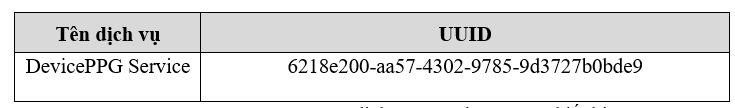 Tên dịch vụ UUID
DevicePPG Service 6218e200-aa57-4302-9785-9d3727b0bde9